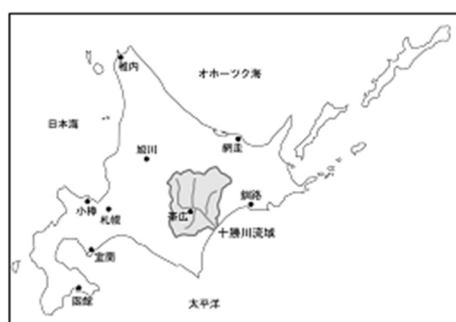 稚内
オホーツク海
日本海
網走
旭川
釧路
小樽
札幌
帯広
十勝川流域
室蘭
函館
太平洋